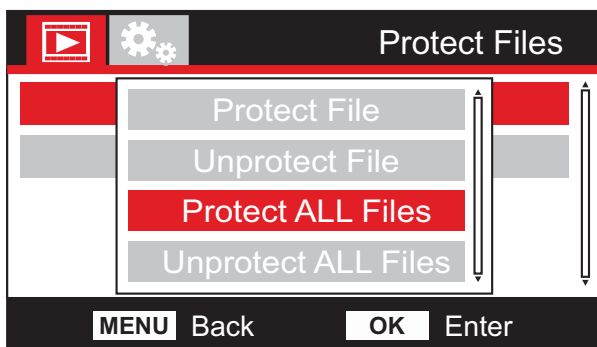 Protect Files
Protect File
Unprotect File
Protect ALL Files
Unprotect ALL Files
MENU Back OK Enter